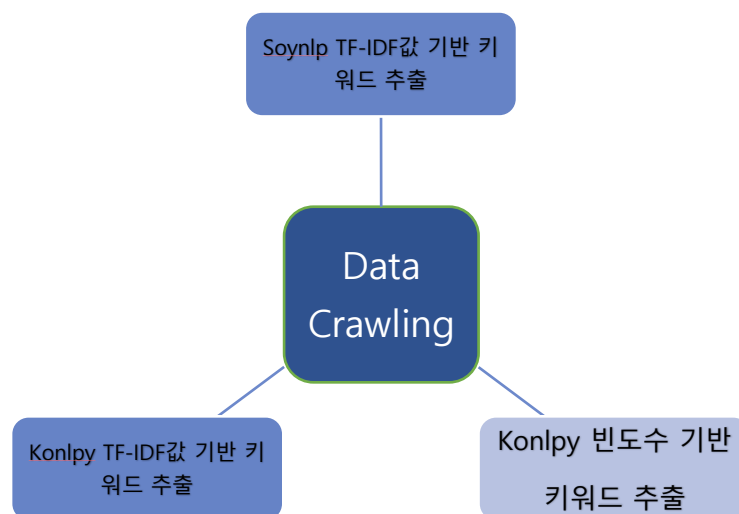 Soynlp TF-IDF값 기반 키
워드 추출
Data
Crawling
Konlpy TF-IDF값 기반 키
워드 추출
Konlpy 빈도수 기반
키워드 추출